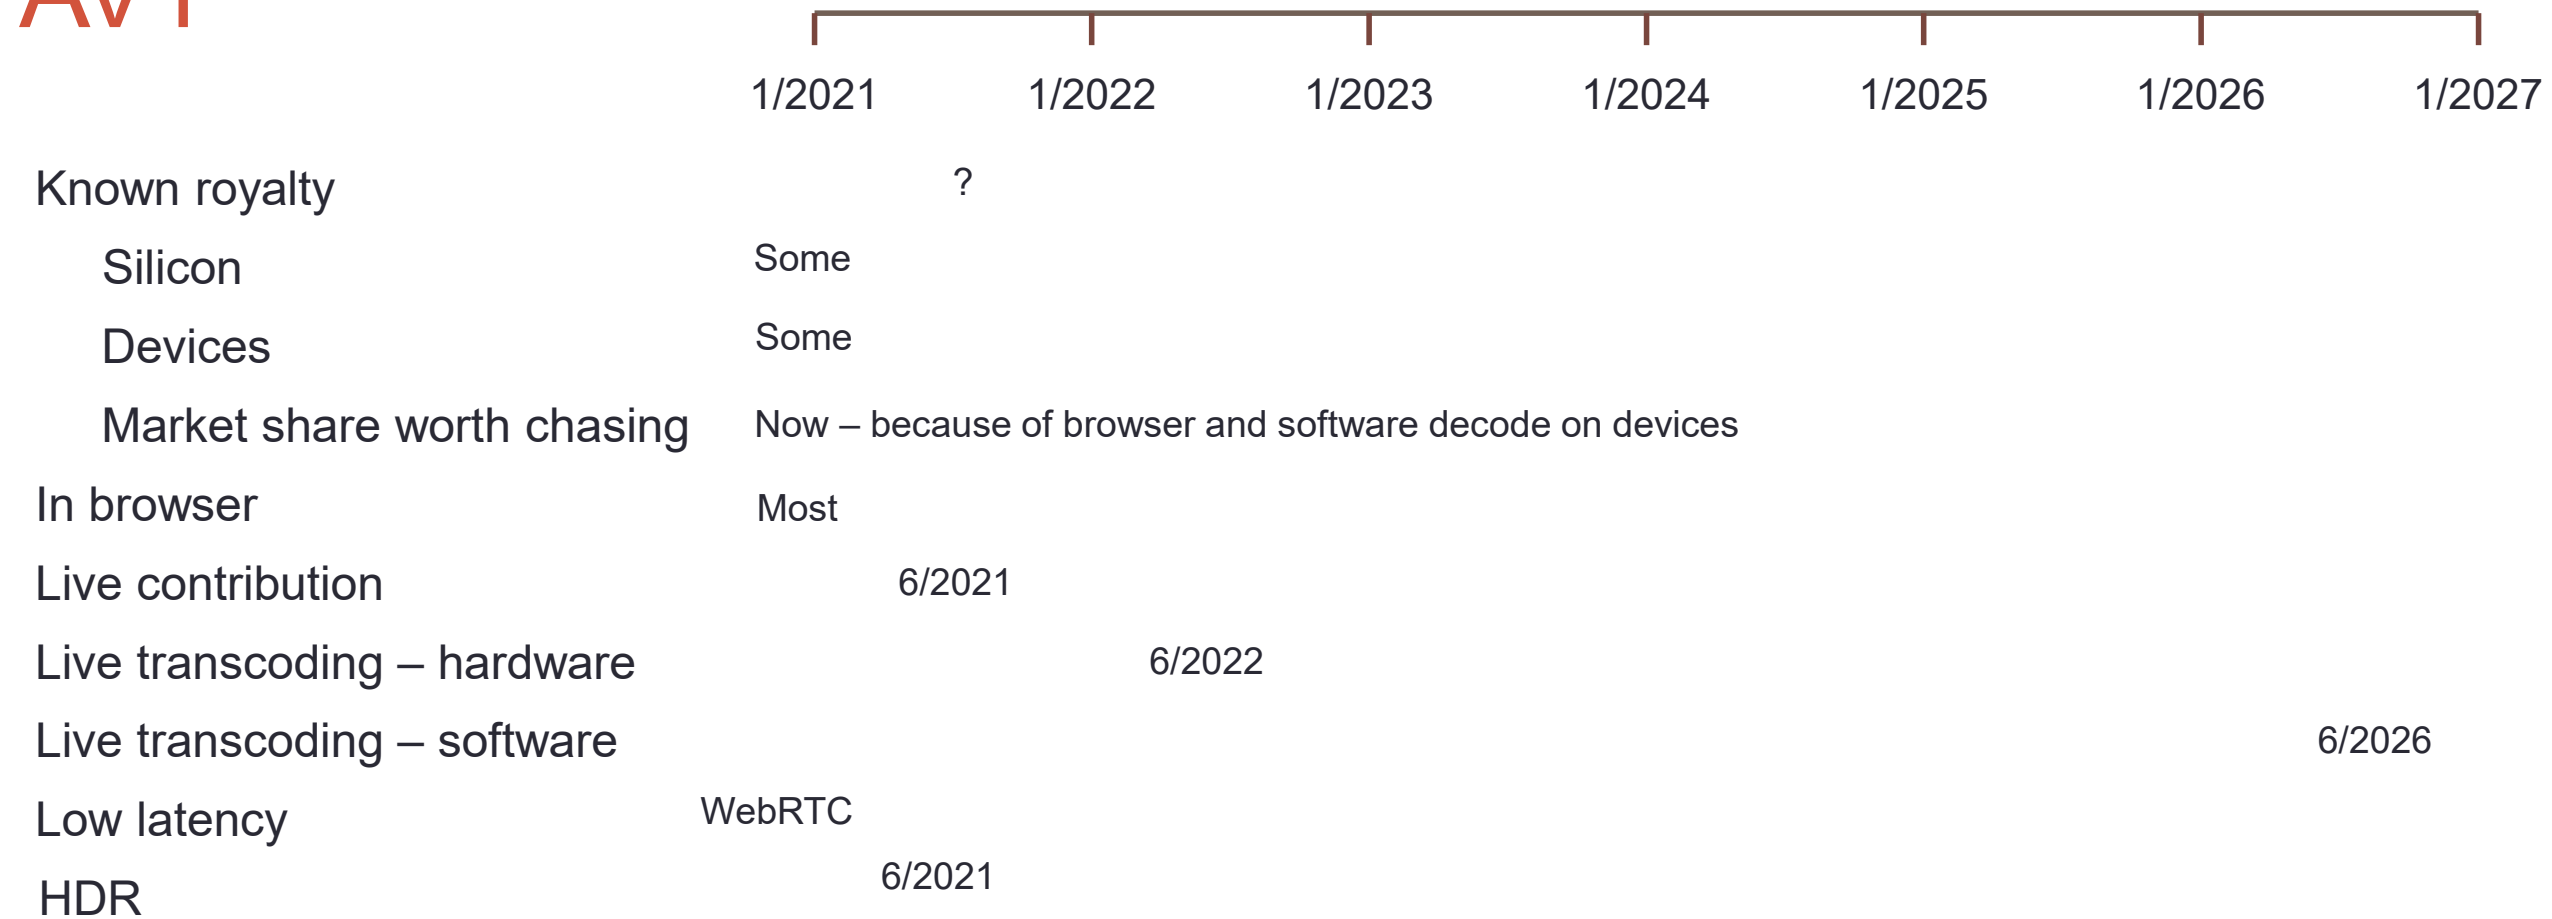 AV1
1/2021 1/2022 1/2023 1/2024 1/2025 1/2026 1/2027
Known royalty ?
Silicon Some
Devices Some
Market share worth chasing Now – because of browser and software decode on devices
In browser Most
Live contribution 6/2021
Live transcoding – hardware 6/2022
Live transcoding – software 6/2026
Low latency WebRTC
HDR 6/2021